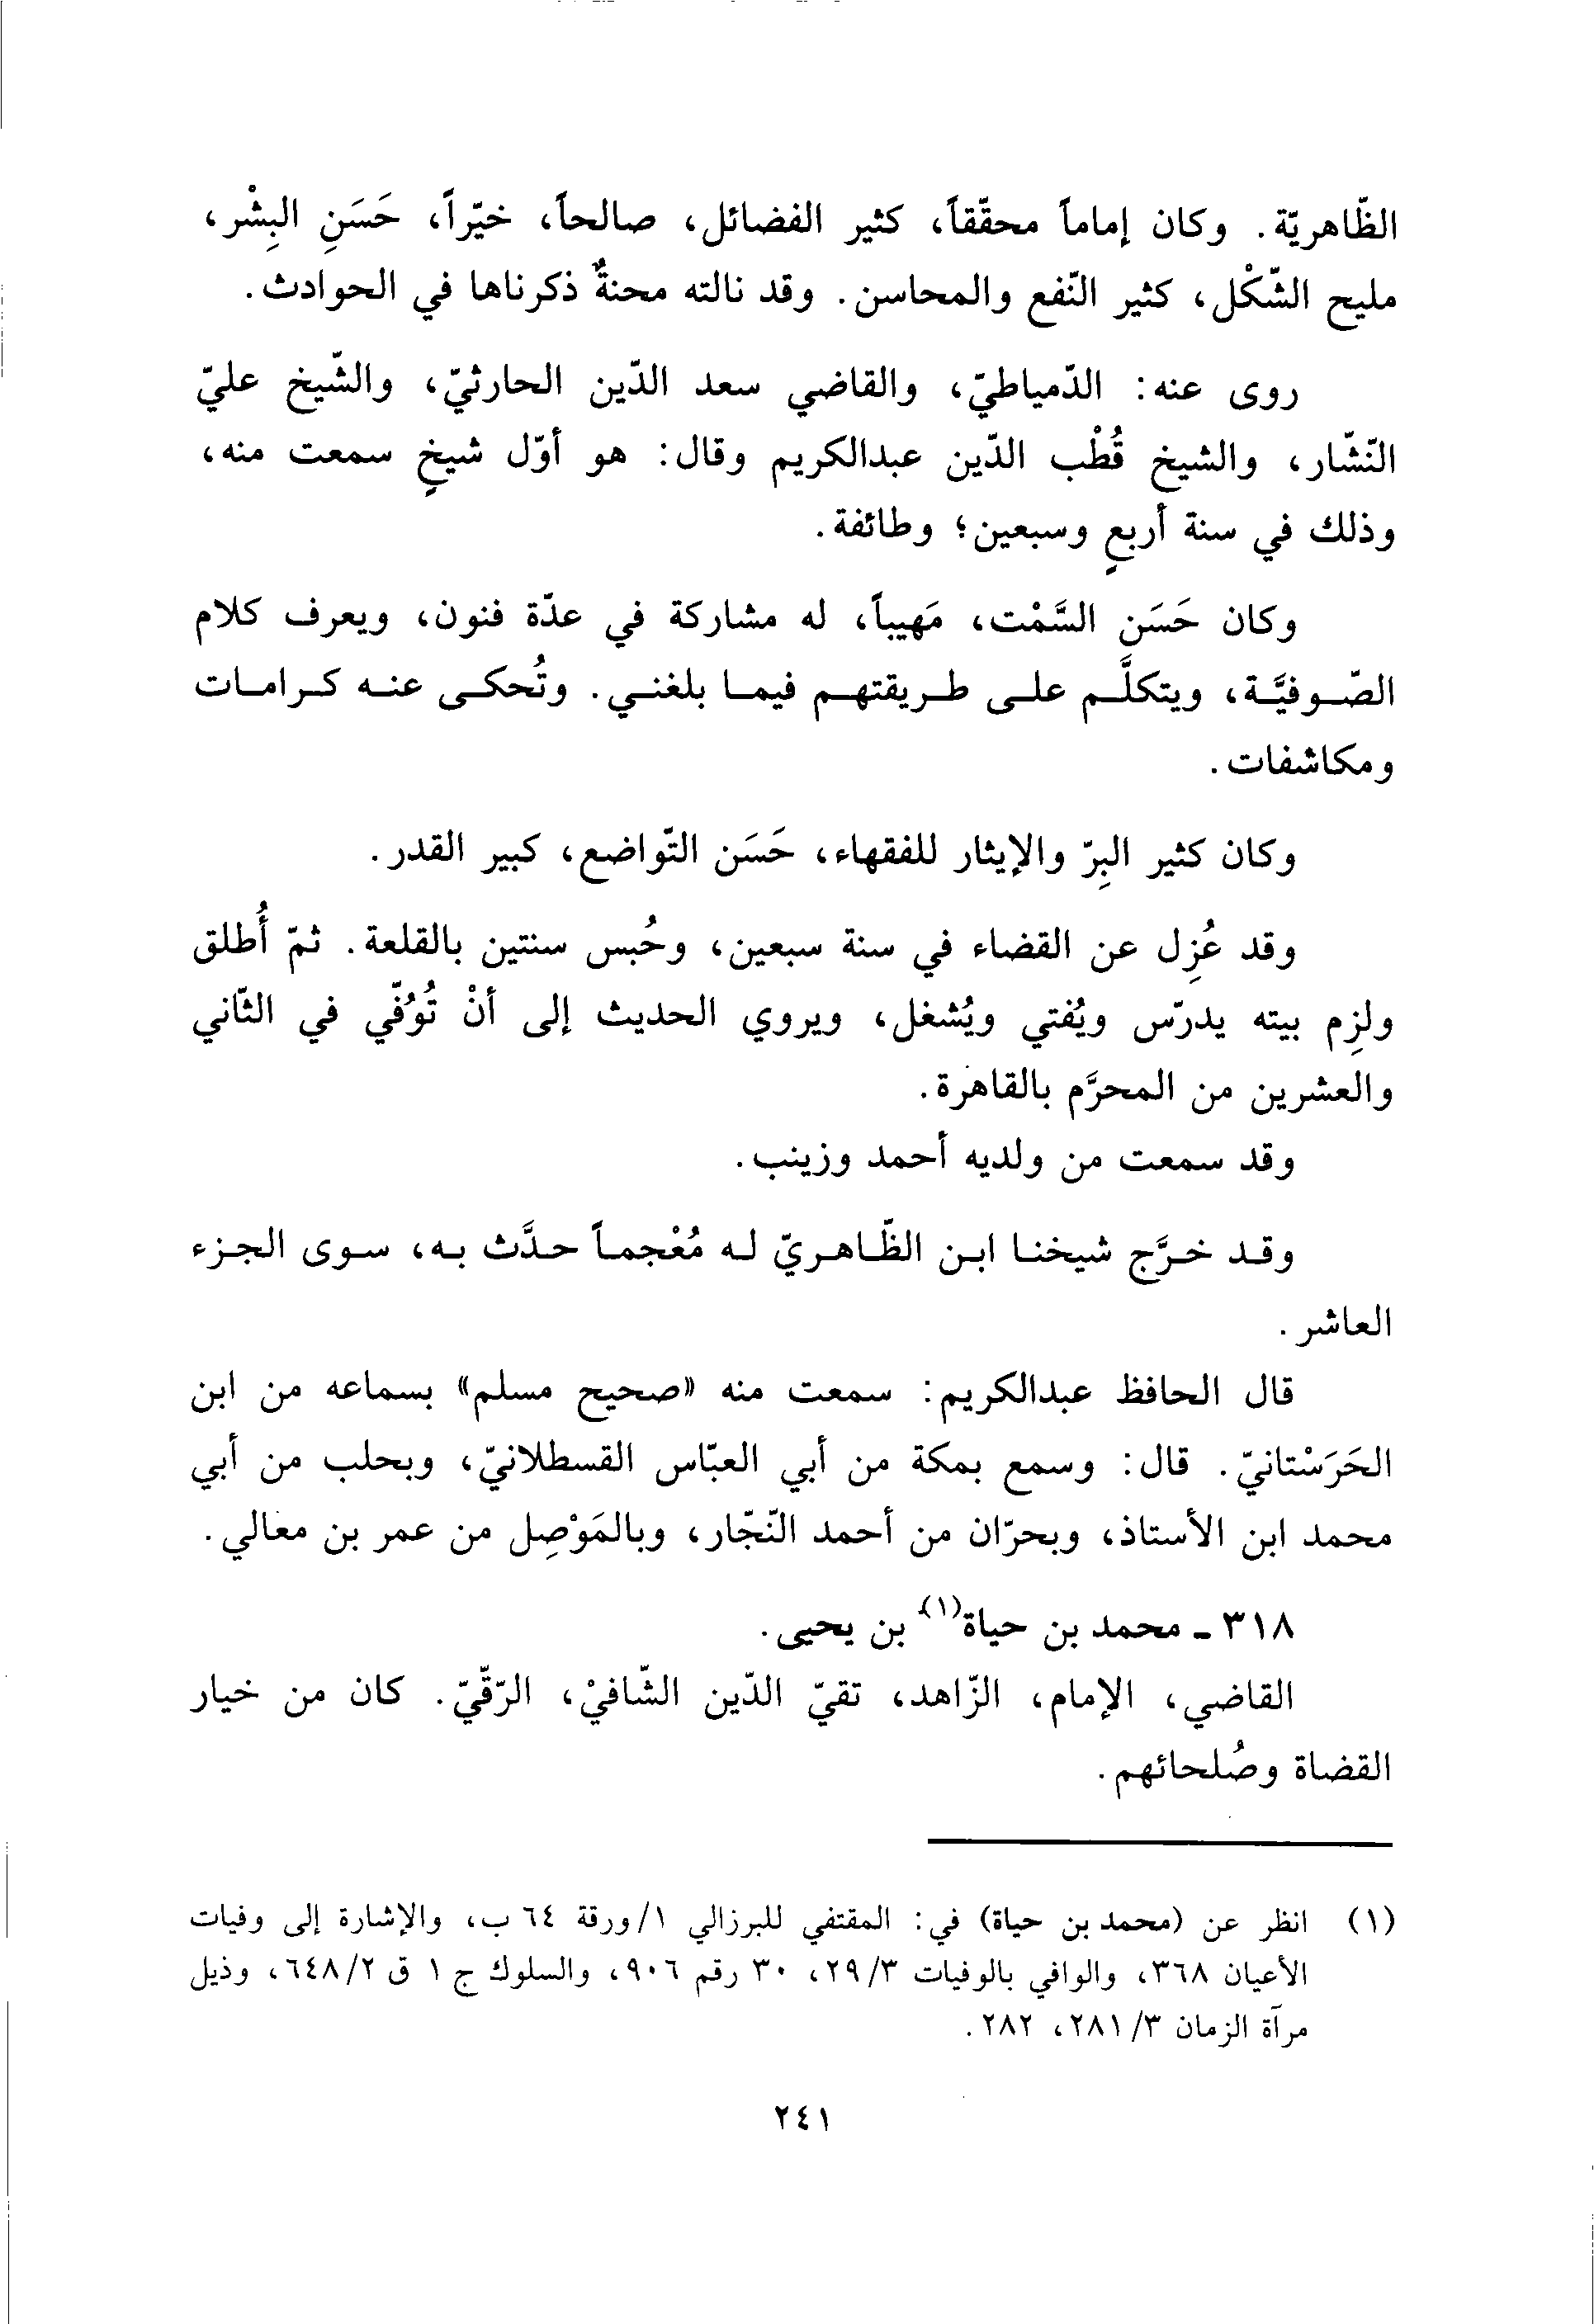 الظّاهريّة. وكان إماماً محقّقاً، كثير الفضائل، صالحاً، خيّراً، حَسَنِ البِشْر،
مليح الشّكْل، كثير النّفع والمحاسن. وقد نالته محنةٌ ذكرناها في الحوادث.
روى عنه: الدّمياطيّ، والقاضي سعد الدّين الحارثيّ، والشّيخ عليّ
النّشّار، والشيخ قُطْب الدّين عبدالكريم وقال: هو أوّل شيخٍ سمعت منه،
وذلك في سنة أربعٍ وسبعين؛ وطائفة.
وكان حَسَن السَّمْت، مَهيباً، له مشاركة في عدّة فنون، ويعرف كلام
الصّوفيَّة، ويتكلَّم على طريقتهم فيما بلغني. وتُحكى عنه كرامات
ومكاشفات.
وكان كثير البِرّ والإيثار للفقهاء، حَسَن التّواضع، كبير القدر.
وقد عُزِل عن القضاء في سنة سبعين، وحُبس سنتين بالقلعة. ثمّ أُطلق
ولزِم بيته يدرّس ويُفتي ويُشغل، ويروي الحديث إلى أنْ تُوُفّي في الثّاني
والعشرين من المحرَّم بالقاهرة.
وقد سمعت من ولديه أحمد وزينب.
وقد خرَّج شيخنا ابن الظّاهريّ له مُعْجماً حدَّث به، سوى الجزء
العاشر.
قال الحافظ عبدالكريم: سمعت منه «صحيح مسلم» بسماعه من ابن
الحَرَسْتانيّ. قال: وسمع بمكة من أبي العبّاس القسطلانيّ، وبحلب من أبي
محمد ابن الأستاذ، وبحرّان من أحمد النّجّار، وبالمَوْصِل من عمر بن معالي.
٣١٨ - محمد بن حياة(١) بن يحيى.
القاضي، الإمام، الزّاهد، تقيّ الدّين الشّافيْ، الرّقّيّ. كان من خيار
القضاة وصُلحائهم.
(١) انظر عن (محمد بن حياة) في: المقتفي للبرزالي ١/ورقة ٦٤ ب، والإشارة إلى وفيات
الأعيان ٣٦٨، والوافي بالوفيات ٢٩/٣، ٣٠ رقم ٩٠٦، والسلوك ج ١ ق ٦٤٨/٢، وذيل
مرآة الزمان ٢٨١/٣، ٢٨٢.
٢٤١